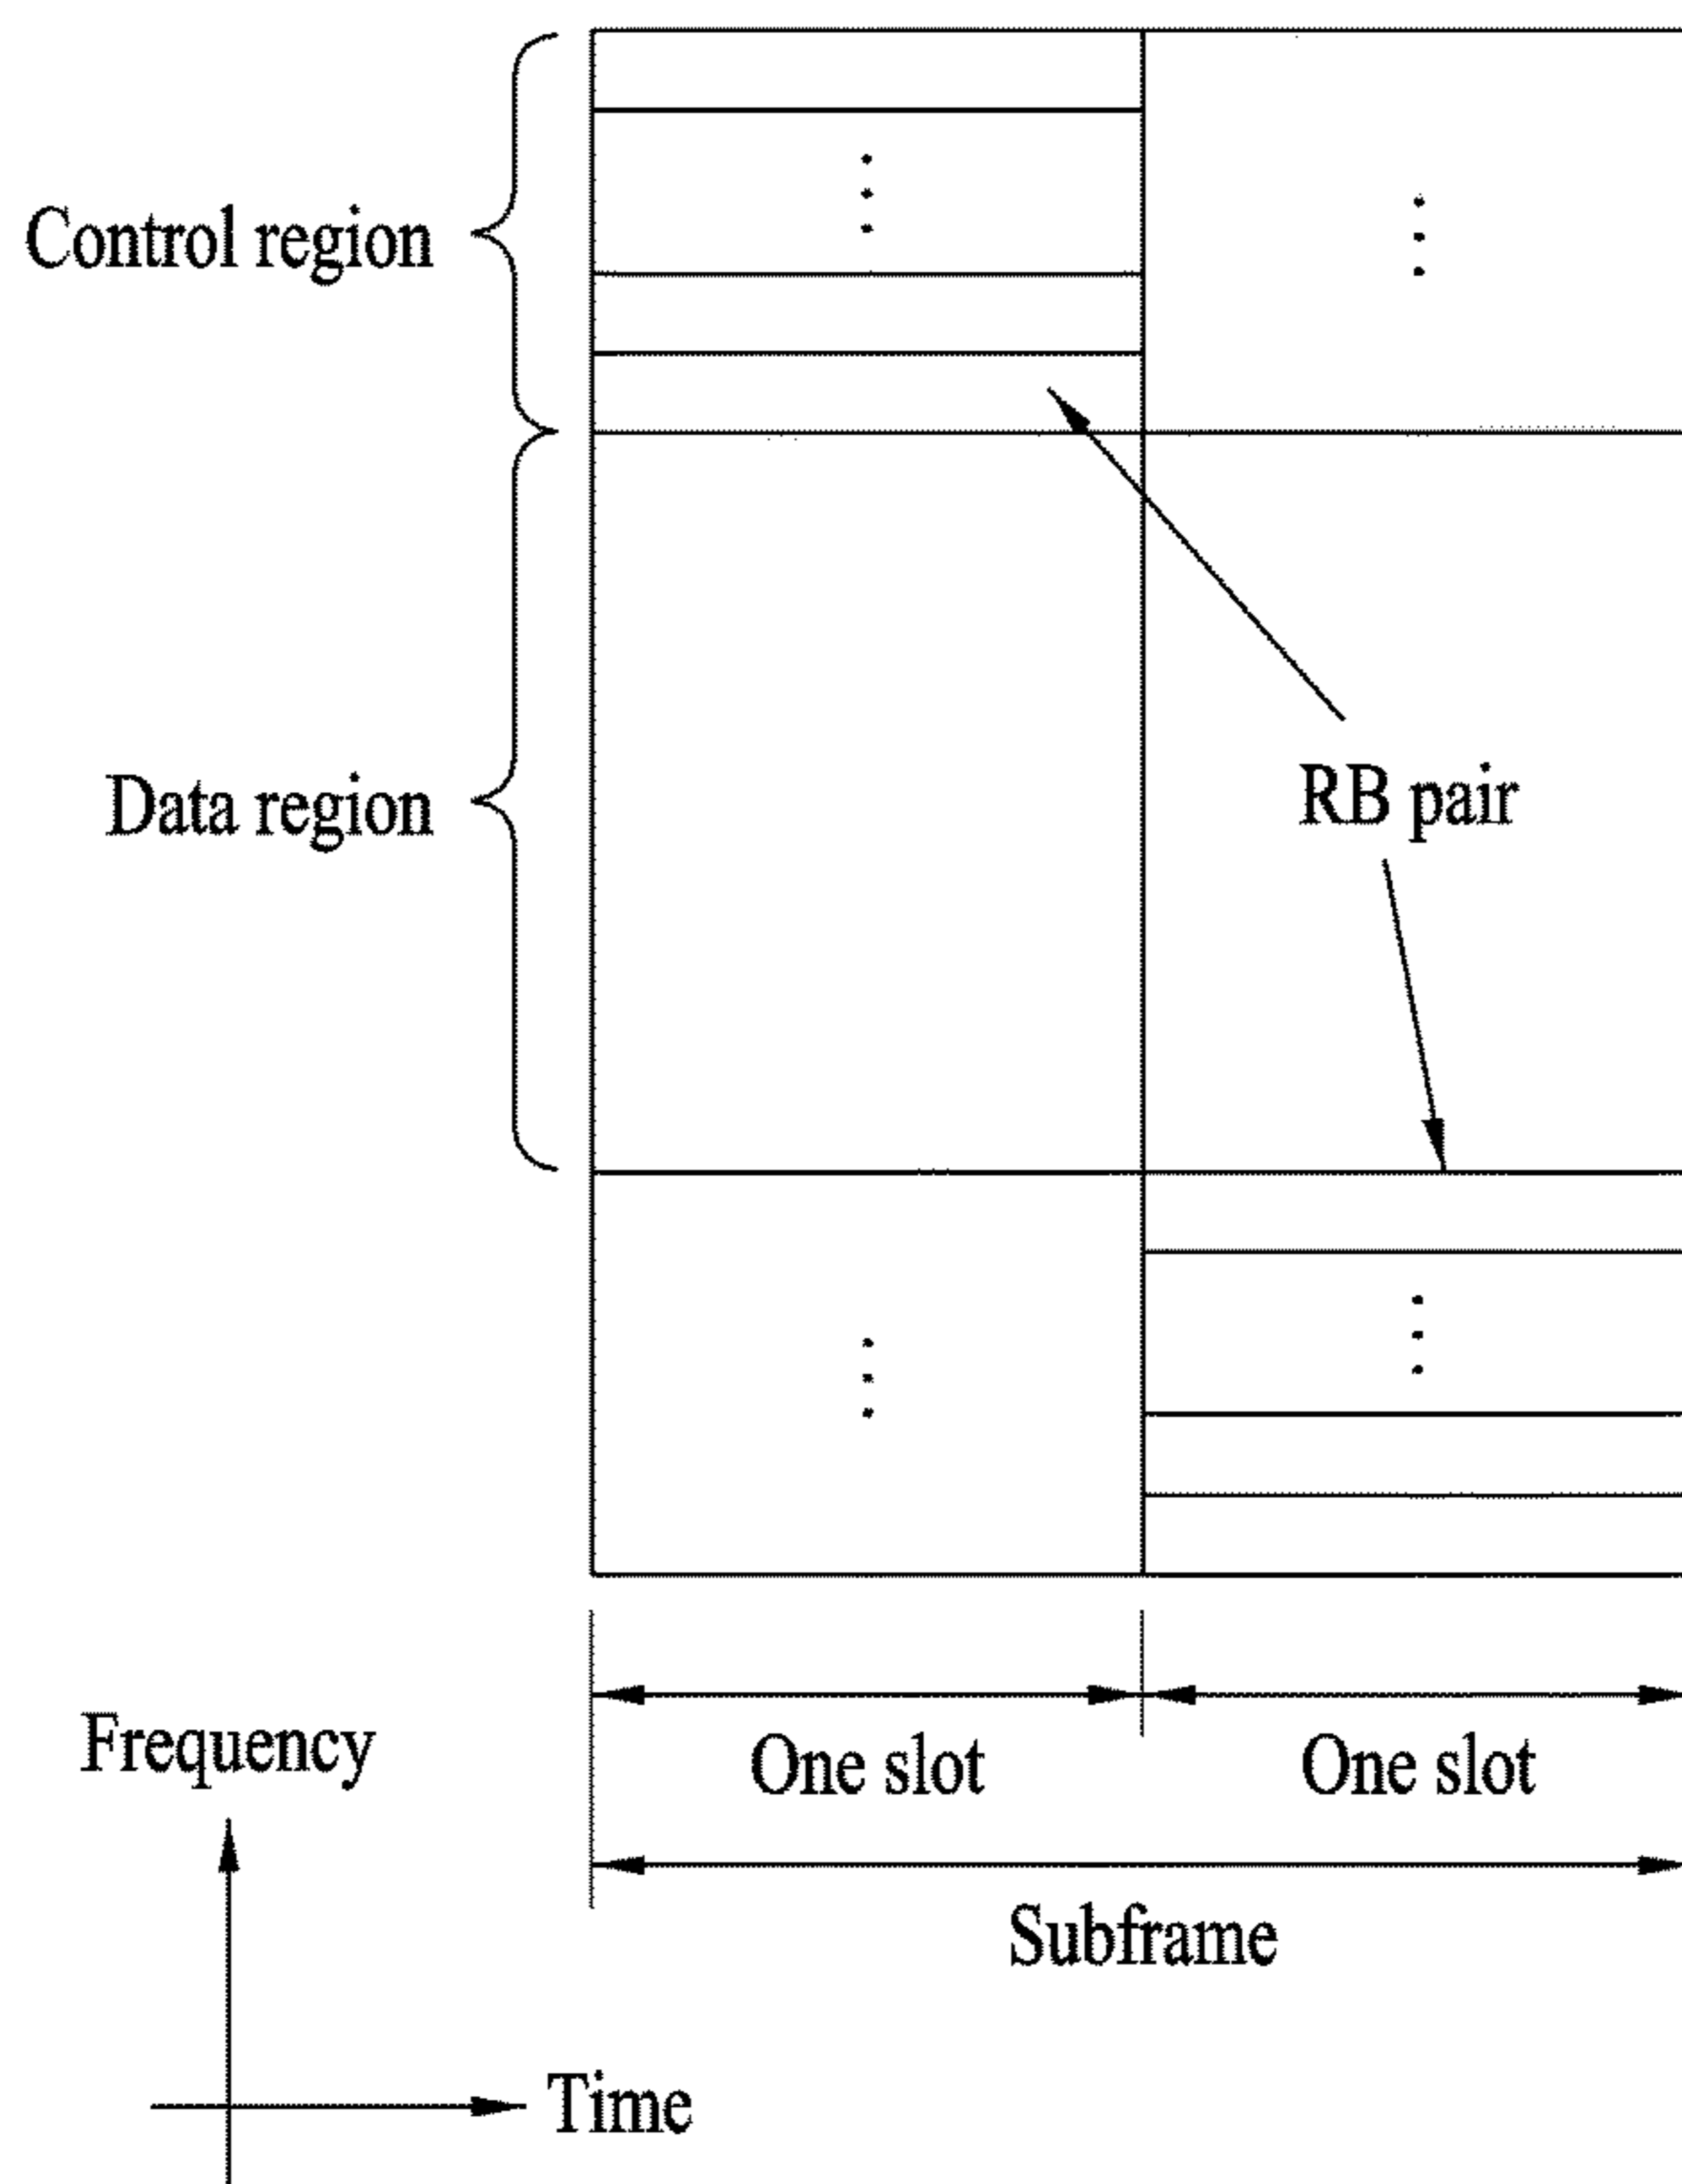 Control region
Data region
RB pair
One slot
One slot
Subframe
Frequency
Time